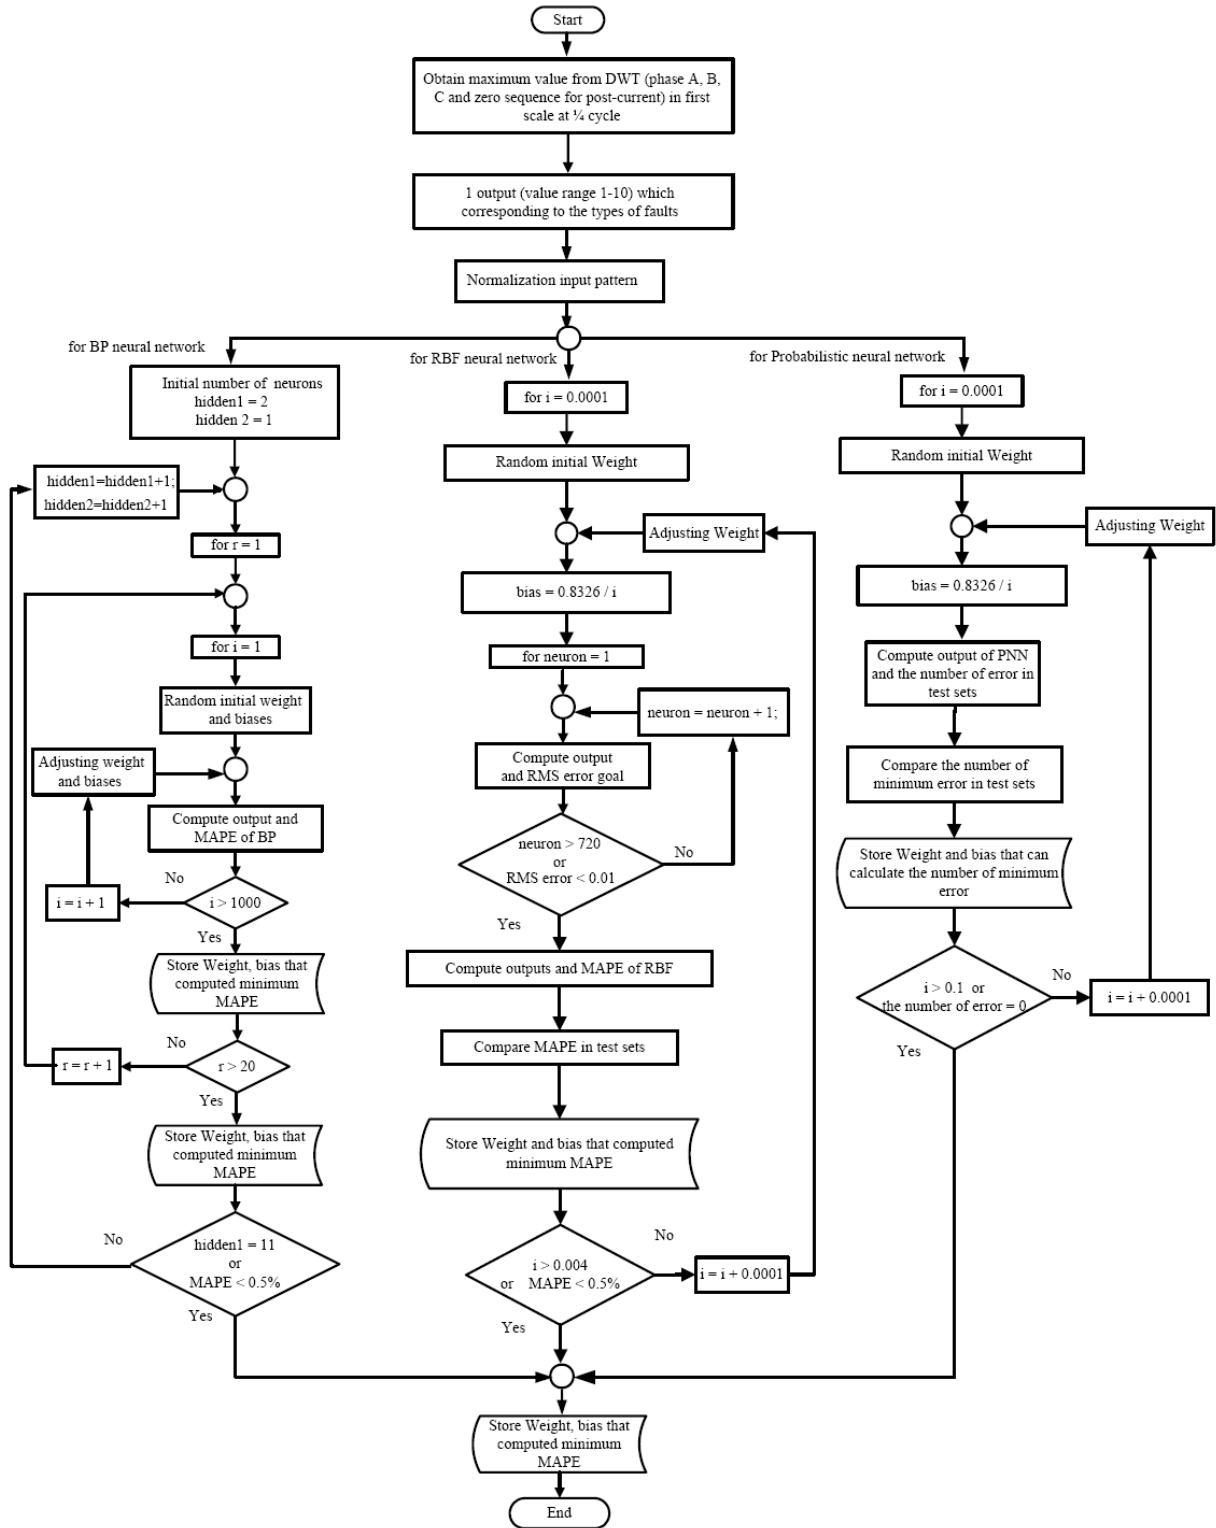 Start
Obtain maximum value from DWT (phase A, B,
C and zero sequence for post-current) in first
scale at ¼ cycle
1 output (value range 1-10) which
corresponding to the types of faults
Normalization input pattern
for BP neural network
for RBF neural network
for Probabilistic neural network
Initial number of neurons
hidden1 = 2
hidden 2 = 1
hidden1=hidden1+1;
hidden2=hidden2+1
for r = 1
for i = 1
Random initial weight
and biases
Adjusting weight
and biases
Compute output and
MAPE of BP
No
i > 1000
i = i + 1
Yes
Store Weight, bias that
computed minimum
MAPE
No
r > 20
r = r + 1
Yes
Store Weight, bias that
computed minimum
MAPE
No
hidden1 = 11
or
MAPE < 0.5%
Yes
for i = 0.0001
Random initial Weight
Adjusting Weight
bias = 0.8326 / i
for neuron = 1
neuron = neuron + 1;
Compute output
and RMS error goal
neuron > 720
or
RMS error < 0.01
No
Yes
Compute outputs and MAPE of RBF
Compare MAPE in test sets
Store Weight and bias that computed
minimum MAPE
No
i > 0.004
or MAPE < 0.5%
i = i + 0.0001
Yes
for i = 0.0001
Random initial Weight
Adjusting Weight
bias = 0.8326 / i
Compute output of PNN
and the number of error in
test sets
Compare the number of
minimum error in test sets
Store Weight and bias that can
calculate the number of minimum
error
No
i > 0.1 or
the number of error = 0
i = i + 0.0001
Yes
Store Weight, bias that
computed minimum
MAPE
End